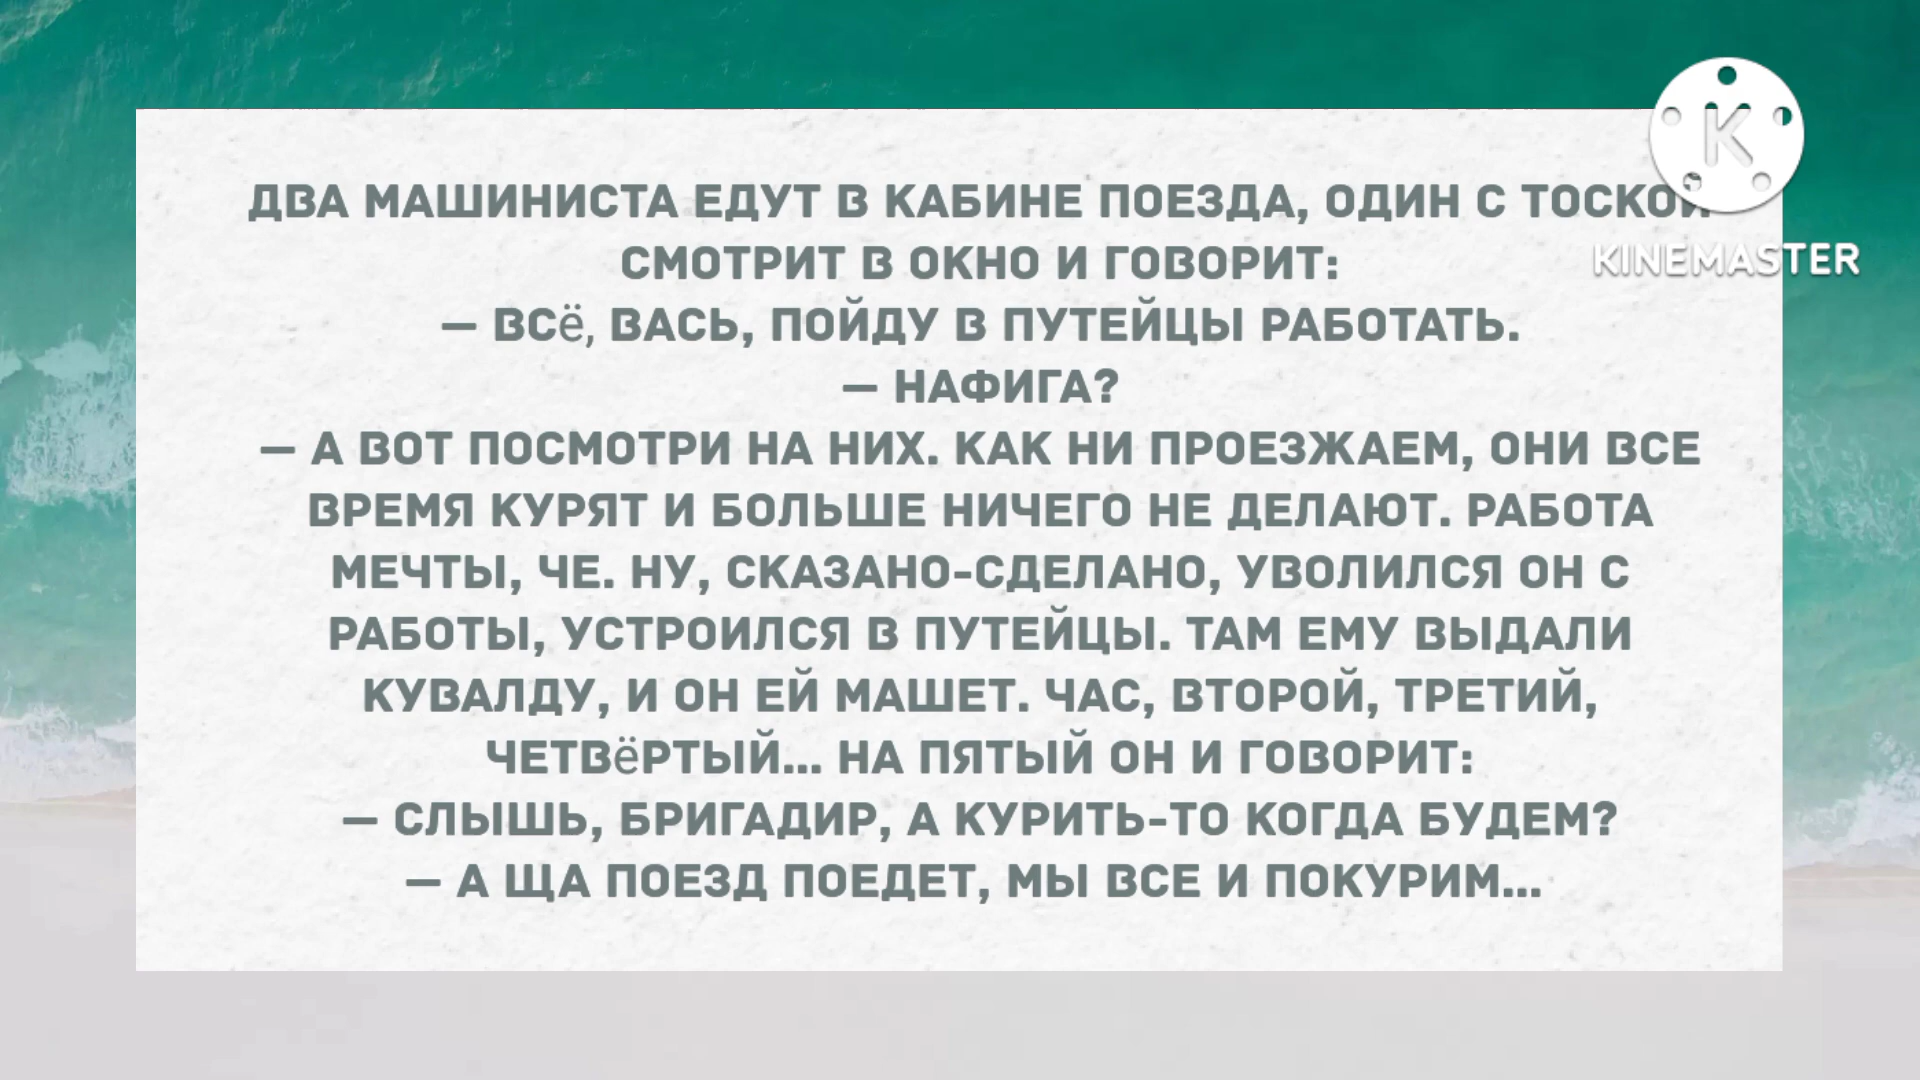 ДВА МАШИНИСТА ЕДУТ В КАБИНЕ ПОЕЗДА, ОДИН С ТОСКОЙ
СМОТРИТ В ОКНО И ГОВОРИТ:
KINEMASTER
— ВСё, ВАСЬ, ПОЙДУ В ПУТЕЙЦЫ РАБОТАТЬ.
— НАФИГА?
— А ВОТ ПОСМОТРИ НА НИХ. КАК НИ ПРОЕЗЖАЕМ, ОНИ ВСЕ
ВРЕМЯ КУРЯТ И БОЛЬШЕ НИЧЕГО НЕ ДЕЛАЮТ. РАБОТА
МЕЧТЫ, ЧЕ. НУ, СКАЗАНО-СДЕЛАНО, УВОЛИЛСЯ ОН С
РАБОТЫ, УСТРОИЛСЯ В ПУТЕЙЦЫ. ТАМ ЕМУ ВЫДАЛИ
КУВАЛДУ, И ОН ЕЙ МАШЕТ. ЧАС, ВТОРОЙ, ТРЕТИЙ,
ЧЕТВёРТЫЙ... НА ПЯТЫЙ ОН И ГОВОРИТ:
— СЛЫШЬ, БРИГАДИР, А КУРИТЬ-ТО КОГДА БУДЕМ?
— А ЩА ПОЕЗД ПОЕДЕТ, МЫ ВСЕ И ПОКУРИМ...